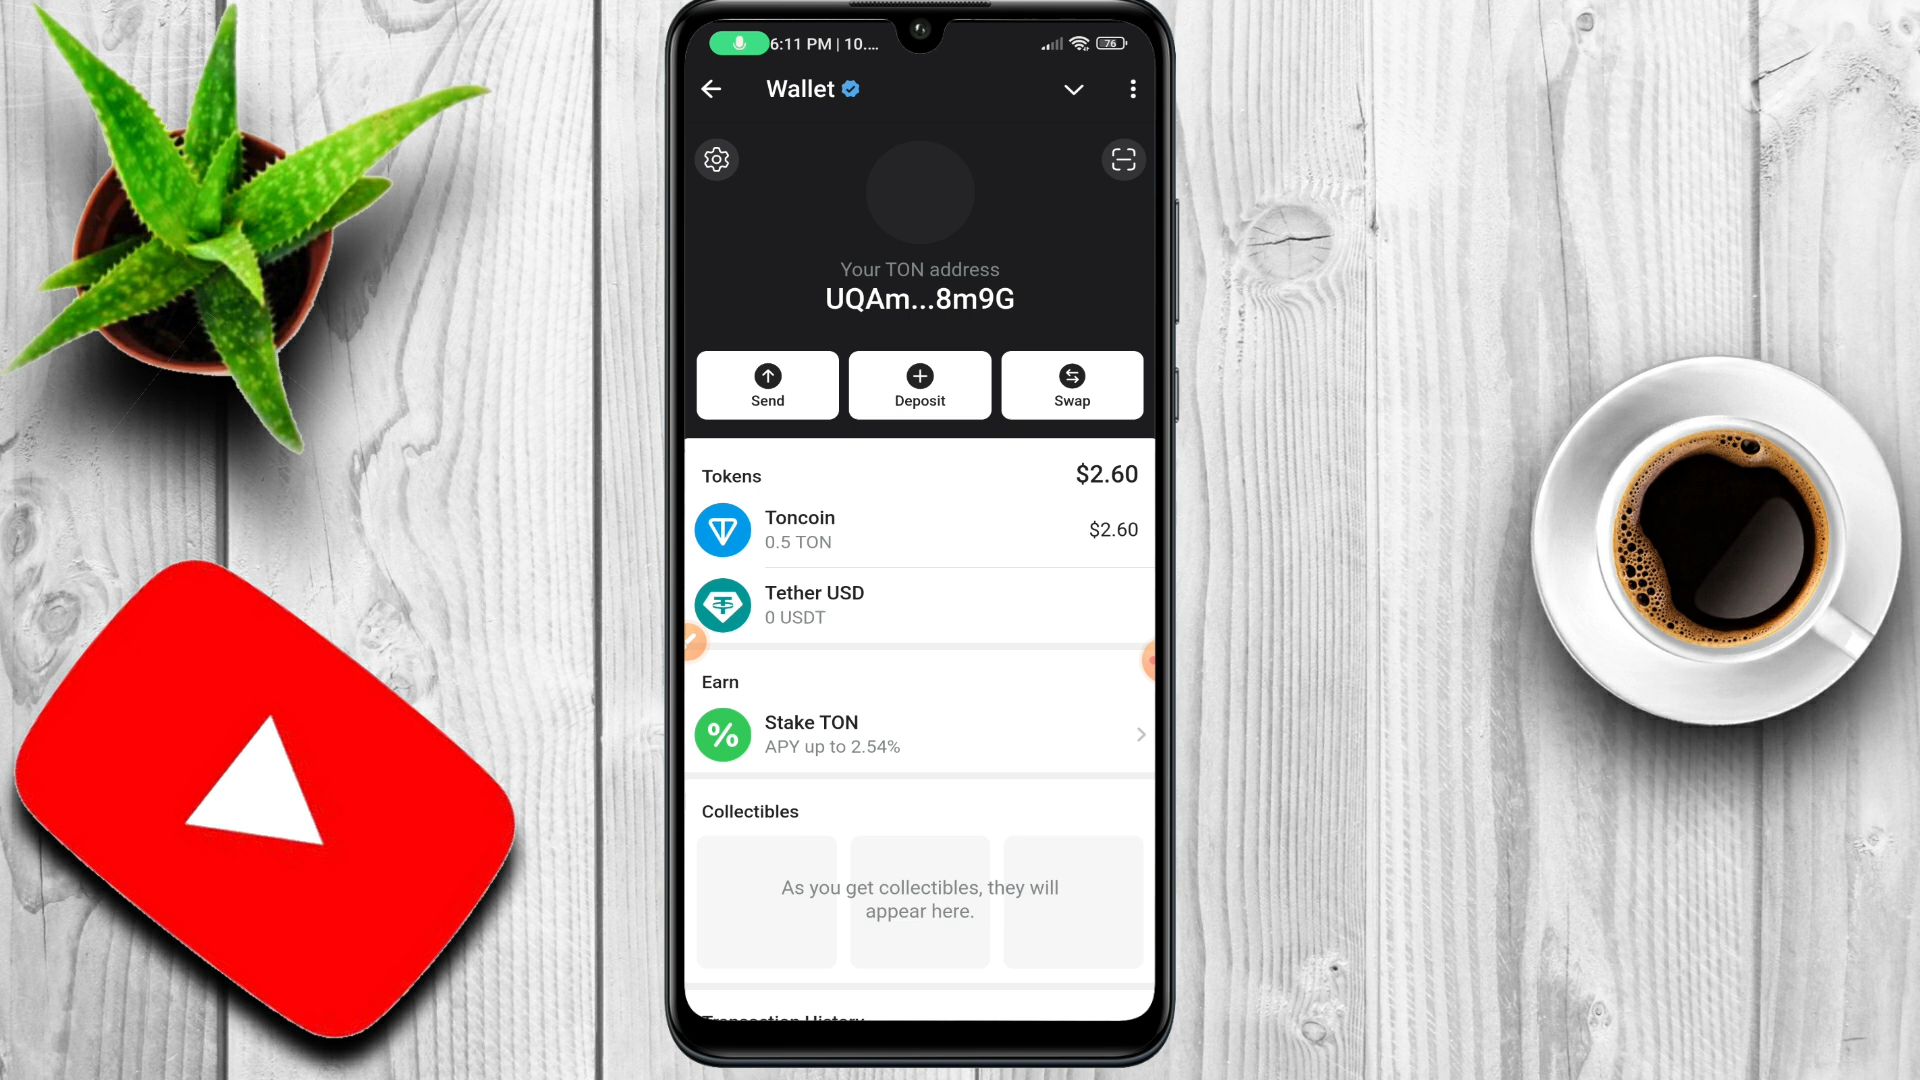 6:11 PM | 10....
76
Wallet
Your TON address
UQAm...8m9G
Send
Deposit
Swap
Tokens
$2.60
Toncoin
0.5 TON
$2.60
Tether USD
0 USDT
Earn
%
Stake TON
APY up to 2.54%
Collectibles
As you get collectibles, they will
appear here.
Transaction History